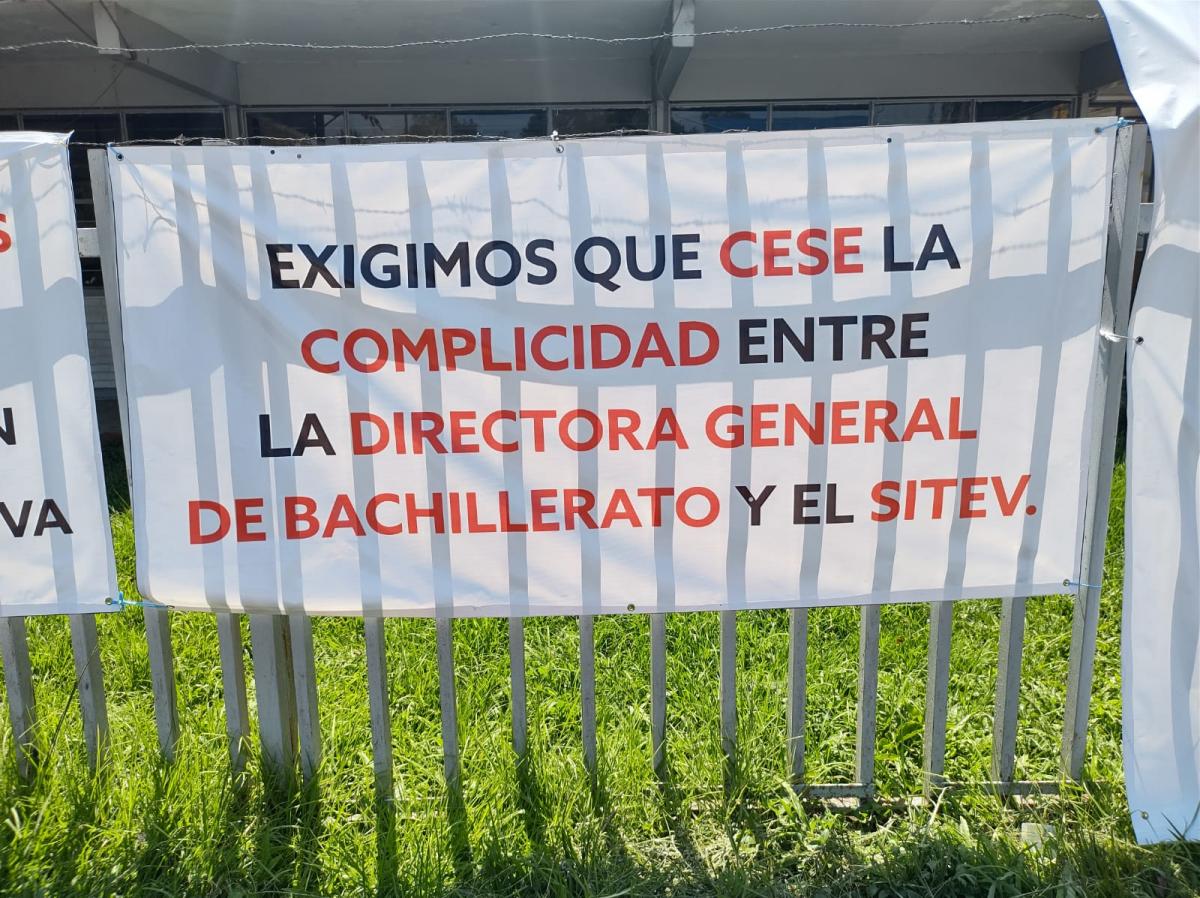 EXIGIMOS QUE CESE LA
COMPLICIDAD ENTRE
LA DIRECTORA GENERAL
DE BACHILLERATO Y EL SITEV.